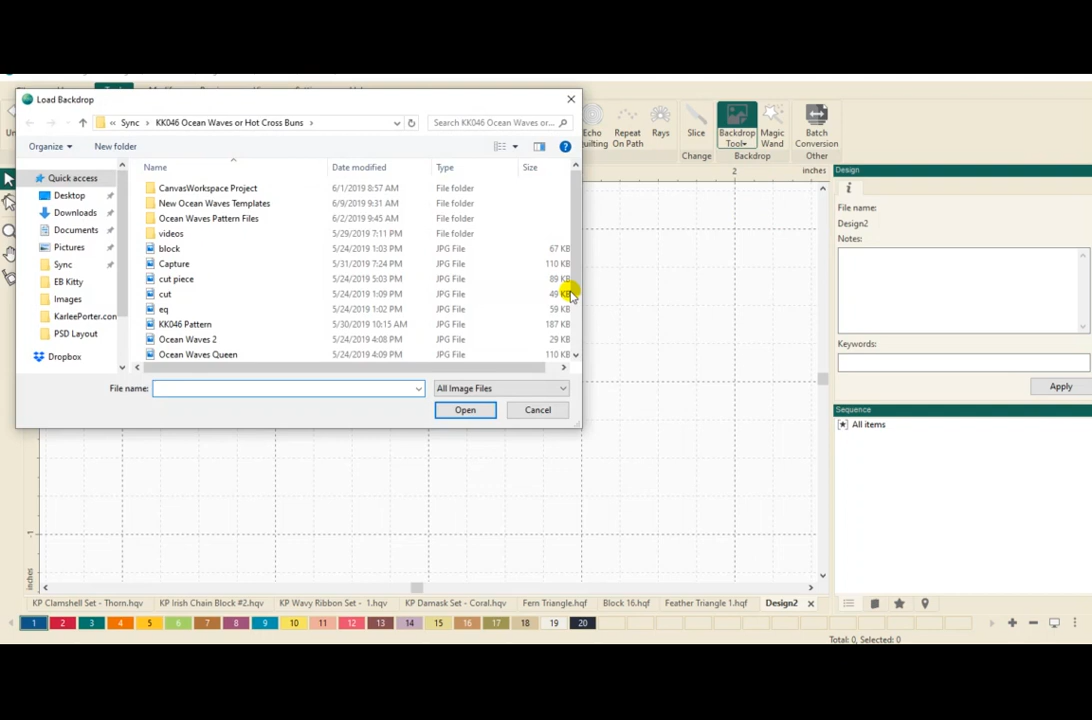 Load Backdrop
Sync > KK046 Ocean Waves or Hot Cross Buns >
Search KK046 Ocean Waves or...
Organize
New folder
Name
Date modified
Type
Size
Quick access
Desktop
Downloads
Documents
Pictures
Sync
EB Kitty
Images
KarleePorter.con
PSD Layout
Dropbox
CanvasWorkspace Project 6/1/2019 8:57 AM File folder
New Ocean Waves Templates 6/9/2019 9:31 AM File folder
Ocean Waves Pattern Files 6/2/2019 9:45 AM File folder
videos 5/29/2019 7:11 PM File folder
block 5/24/2019 1:03 PM JPG File 67 KB
Capture 5/31/2019 7:24 PM JPG File 110 KB
cut piece 5/24/2019 5:03 PM JPG File 89 KB
cut 5/24/2019 1:09 PM JPG File 49 KB
eq 5/24/2019 1:02 PM JPG File 59 KB
KK046 Pattern 5/30/2019 10:15 AM JPG File 187 KB
Ocean Waves 2 5/24/2019 4:08 PM JPG File 29 KB
Ocean Waves Queen 5/24/2019 4:09 PM JPG File 110 KB
File name:
All Image Files
Open
Cancel
Echo
Repeat On Path
Rays
Slice
Change
Backdrop Tool
Magic Wand
Backdrop
Batch Conversion
Other
2
inches
-1
inches
Design
File name:
Design2
Notes:
Keywords:
Apply
Sequence
All items
KP Clamshell Set - Thorn.hqv
KP Irish Chain Block #2.hqv
KP Wavy Ribbon Set - 1.hqv
KP Damask Set - Coral.hqv
Fern Triangle.hqf
Block 16.hqf
Feather Triangle 1.hqf
Design2
1 2 3 4 5 6 7 8 9 10 11 12 13 14 15 16 17 18 19 20
Total: 0, Selected: 0